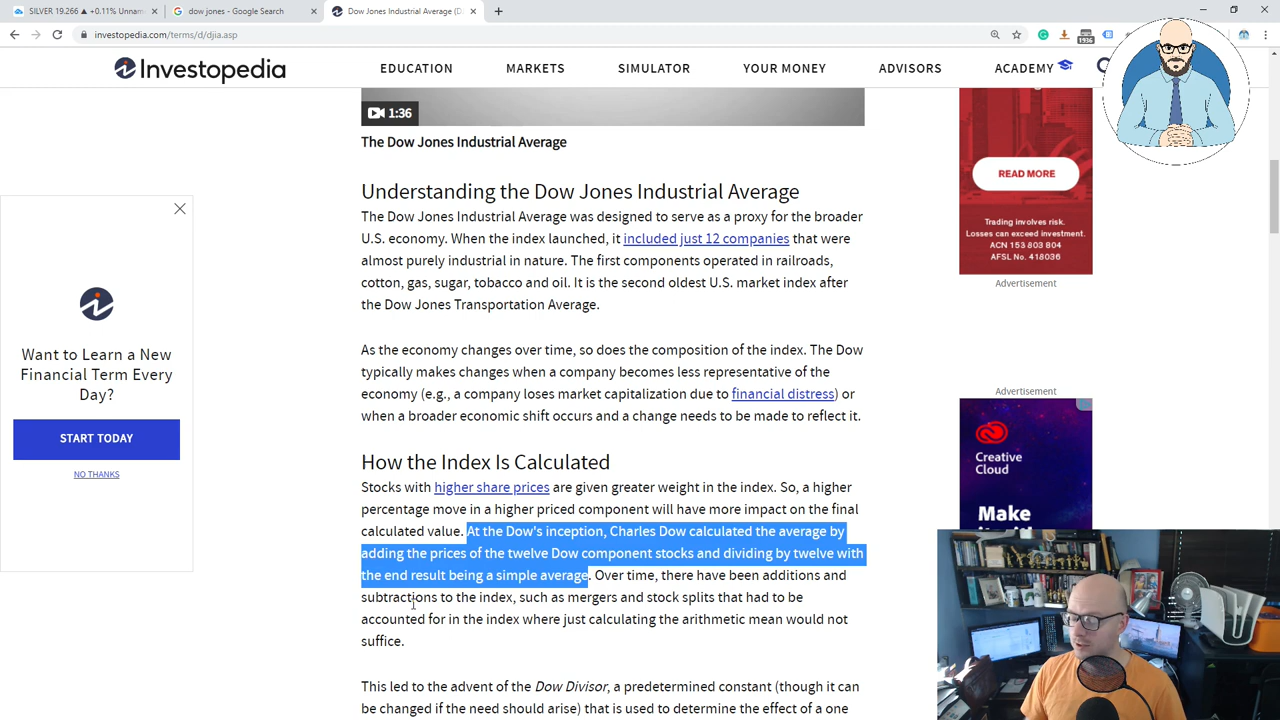 SILVER 19.266 ▲ +0.11% Unnam
dow jones - Google Search
Dow Jones Industrial Average (D
investopedia.com/terms/d/djia.asp
1936
Investopedia
EDUCATION
MARKETS
SIMULATOR
YOUR MONEY
ADVISORS
ACADEMY
1:36
The Dow Jones Industrial Average
Understanding the Dow Jones Industrial Average
The Dow Jones Industrial Average was designed to serve as a proxy for the broader
U.S. economy. When the index launched, it included just 12 companies that were
almost purely industrial in nature. The first components operated in railroads,
cotton, gas, sugar, tobacco and oil. It is the second oldest U.S. market index after
the Dow Jones Transportation Average.
As the economy changes over time, so does the composition of the index. The Dow
typically makes changes when a company becomes less representative of the
economy (e.g., a company loses market capitalization due to financial distress) or
when a broader economic shift occurs and a change needs to be made to reflect it.
How the Index Is Calculated
Stocks with higher share prices are given greater weight in the index. So, a higher
percentage move in a higher priced component will have more impact on the final
calculated value. At the Dow's inception, Charles Dow calculated the average by
adding the prices of the twelve Dow component stocks and dividing by twelve with
the end result being a simple average. Over time, there have been additions and
subtractions to the index, such as mergers and stock splits that had to be
accounted for in the index where just calculating the arithmetic mean would not
suffice.
This led to the advent of the Dow Divisor, a predetermined constant (though it can
be changed if the need should arise) that is used to determine the effect of a one
Want to Learn a New
Financial Term Every
Day?
START TODAY
NO THANKS
READ MORE
Trading involves risk.
Losses can exceed investment.
ACN 153 803 804
AFSL No. 418036
Advertisement
Advertisement
Creative
Cloud
Make